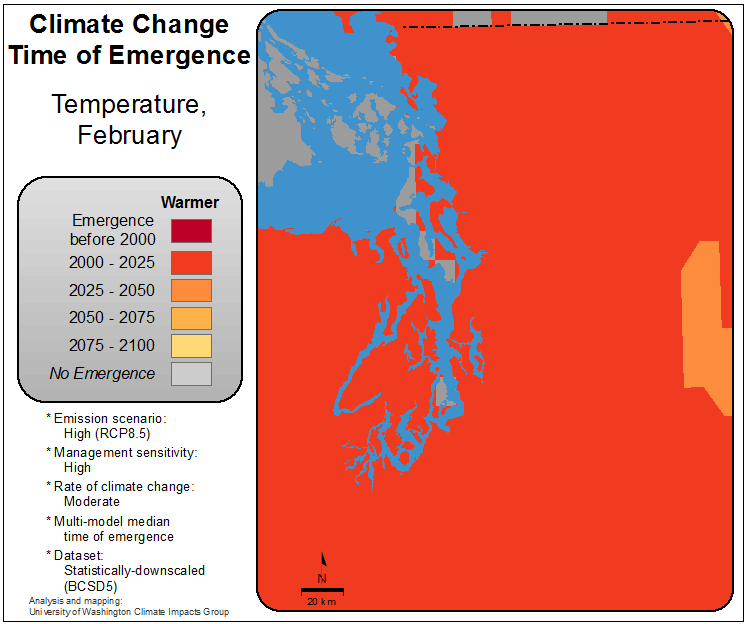 Climate Change
Time of Emergence
Temperature,
February
Warmer
Emergence
before 2000
2000 - 2025
2025 - 2050
2050 - 2075
2075 - 2100
No Emergence
* Emission scenario:
High (RCP8.5)
* Management sensitivity:
High
* Rate of climate change:
Moderate
* Multi-model median
time of emergence
* Dataset:
Statistically-downscaled
(BCSD5)
Analysis and mapping:
University of Washington Climate Impacts Group
N
20 km